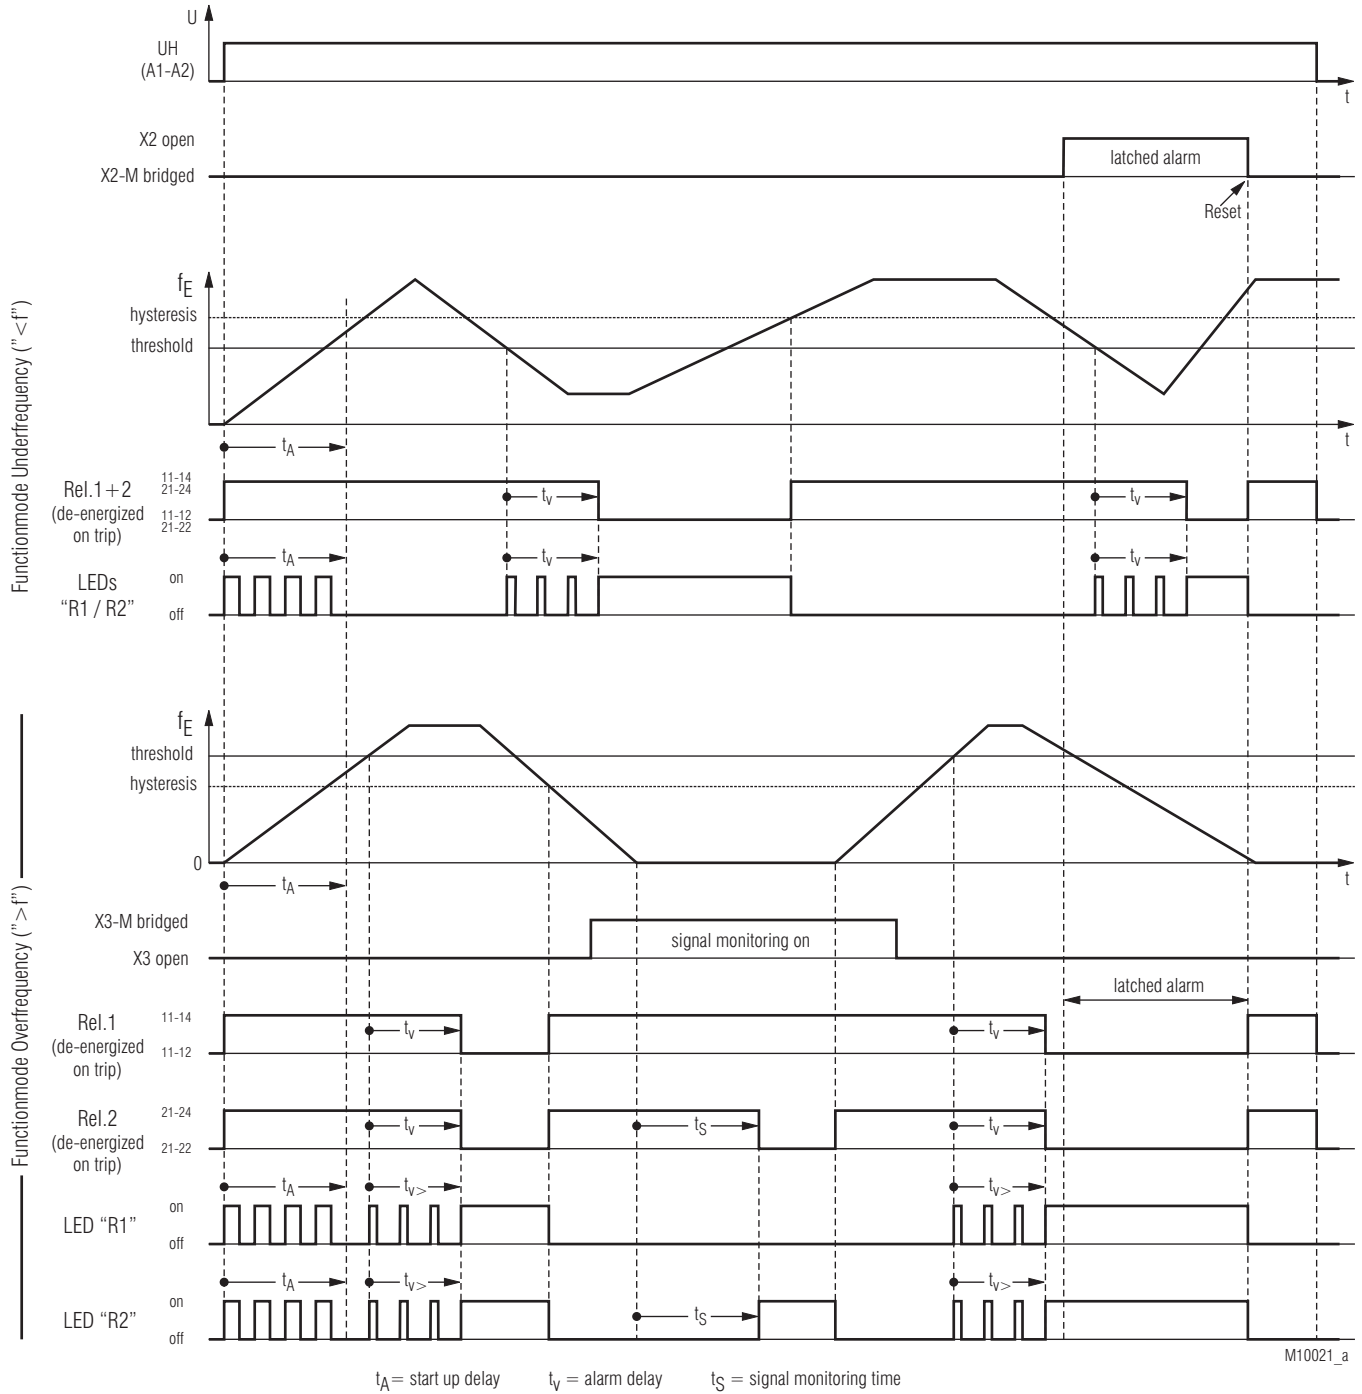 U
UH
(A1-A2)
t
X2 open
latched alarm
X2-M bridged
Reset
Functionmode Underfrequency ("<f")
fE
hysteresis
threshold
t
tA
Rel.1+2
(de-energized
on trip)
11-14
21-24
11-12
21-22
tv
tv
tA
tv
tv
LEDs
"R1 / R2"
on
off
Functionmode Overfrequency (">f")
fE
threshold
hysteresis
0
t
tA
X3-M bridged
signal monitoring on
X3 open
latched alarm
Rel.1
(de-energized
on trip)
11-14
11-12
tv
tv
Rel.2
(de-energized
on trip)
21-24
21-22
tv
tS
tv
tA
tv>
tv>
LED "R1"
on
off
tA
tv>
tv>
LED "R2"
on
off
tS
M10021_a
tA= start up delay
tv = alarm delay
tS = signal monitoring time